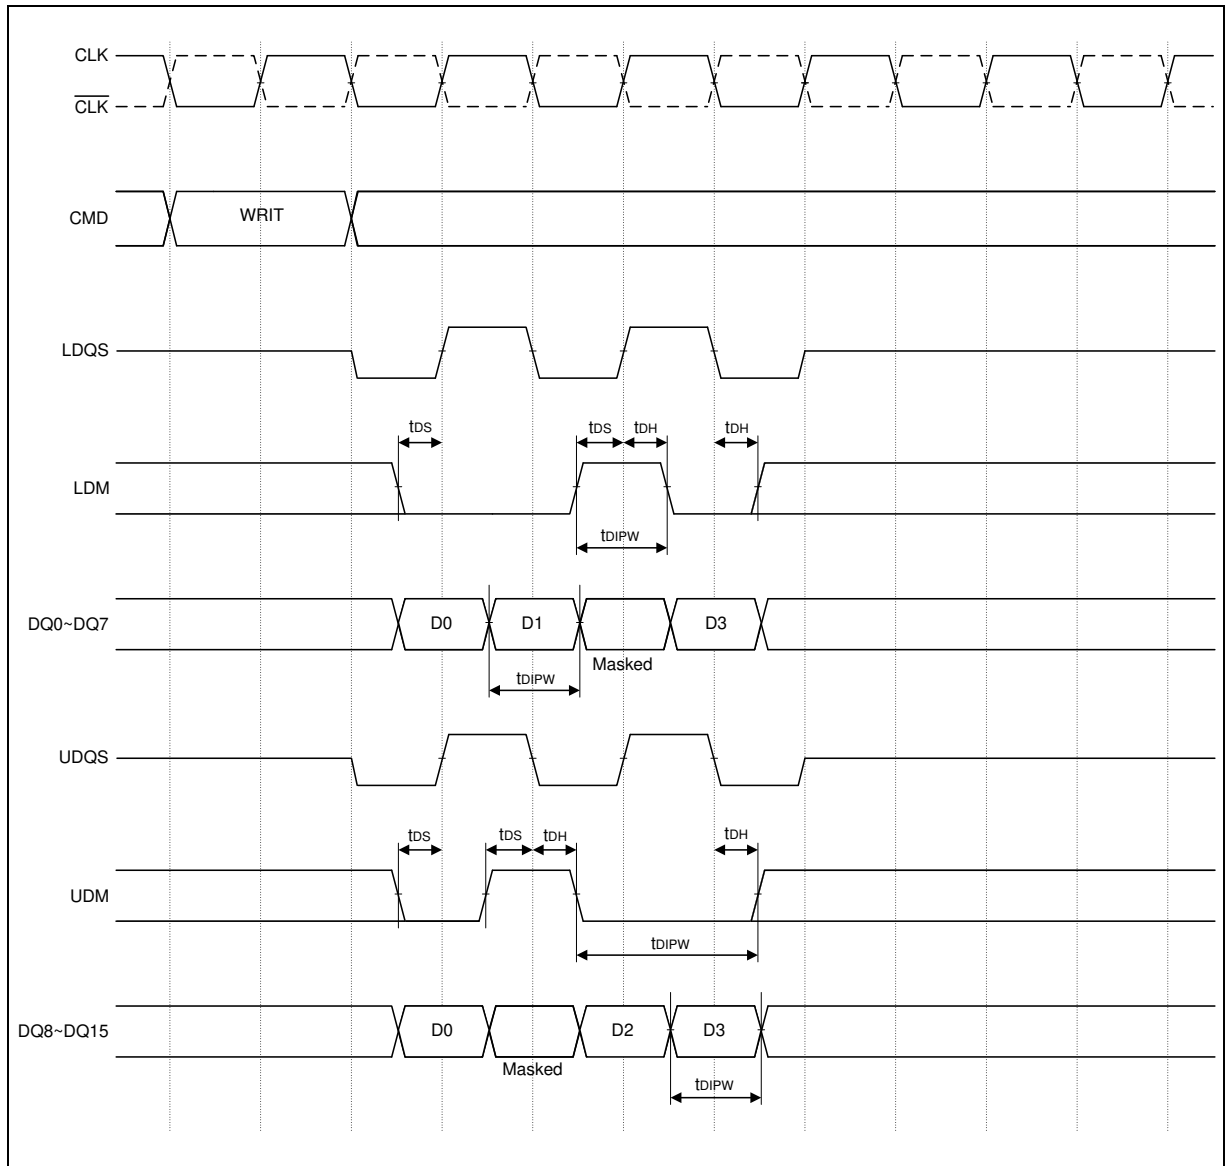 CLK
CLK
CMD
WRIT
LDQS
tDS
tDS
tDH
tDH
LDM
tDIPW
DQ0~DQ7
D0
D1
D3
Masked
tDIPW
UDQS
tDS
tDS
tDH
tDH
UDM
tDIPW
DQ8~DQ15
D0
D2
D3
Masked
tDIPW